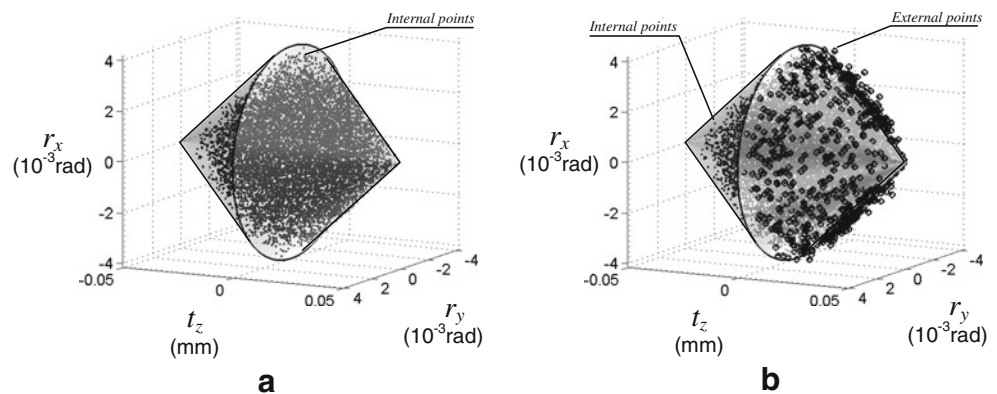 Internal points
4
2
0
-2
-4
r_x
(10⁻³rad)
-0.05
0
0.05
t_z
(mm)
4
2
0
-2
-4
r_y
(10⁻³rad)
a
Internal points
External points
4
2
0
-2
-4
r_x
(10⁻³rad)
-0.05
0
0.05
t_z
(mm)
4
2
0
-2
-4
r_y
(10⁻³rad)
b